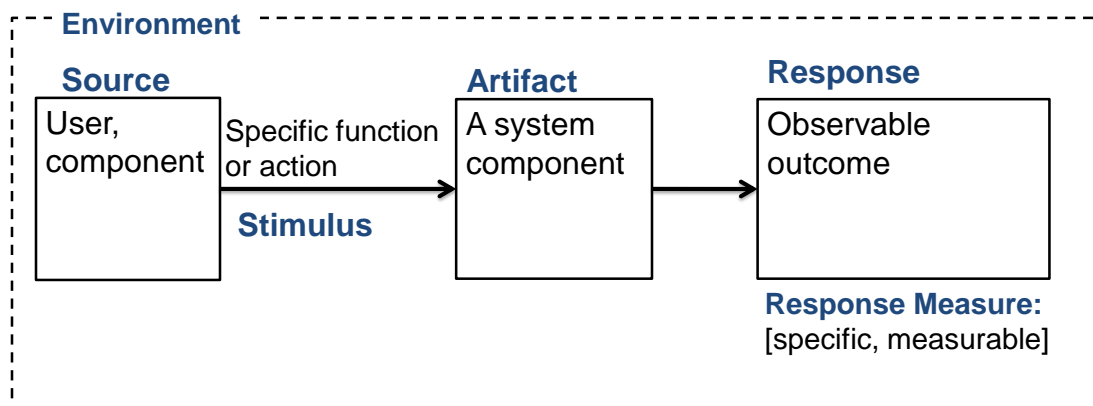 Environment
Source
User,
component
Specific function
or action
Stimulus
Artifact
A system
component
Response
Observable
outcome
Response Measure:
[specific, measurable]